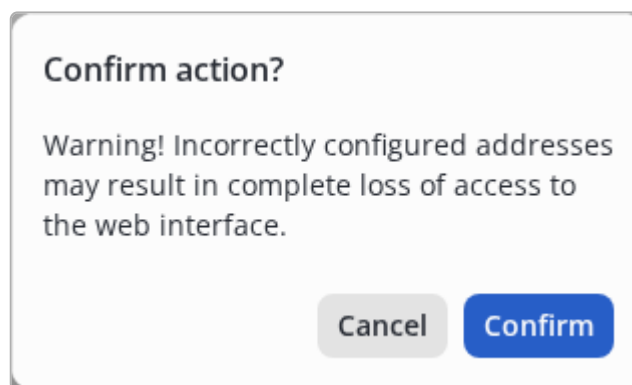 Confirm action?
Warning! Incorrectly configured addresses
may result in complete loss of access to
the web interface.
Cancel
Confirm